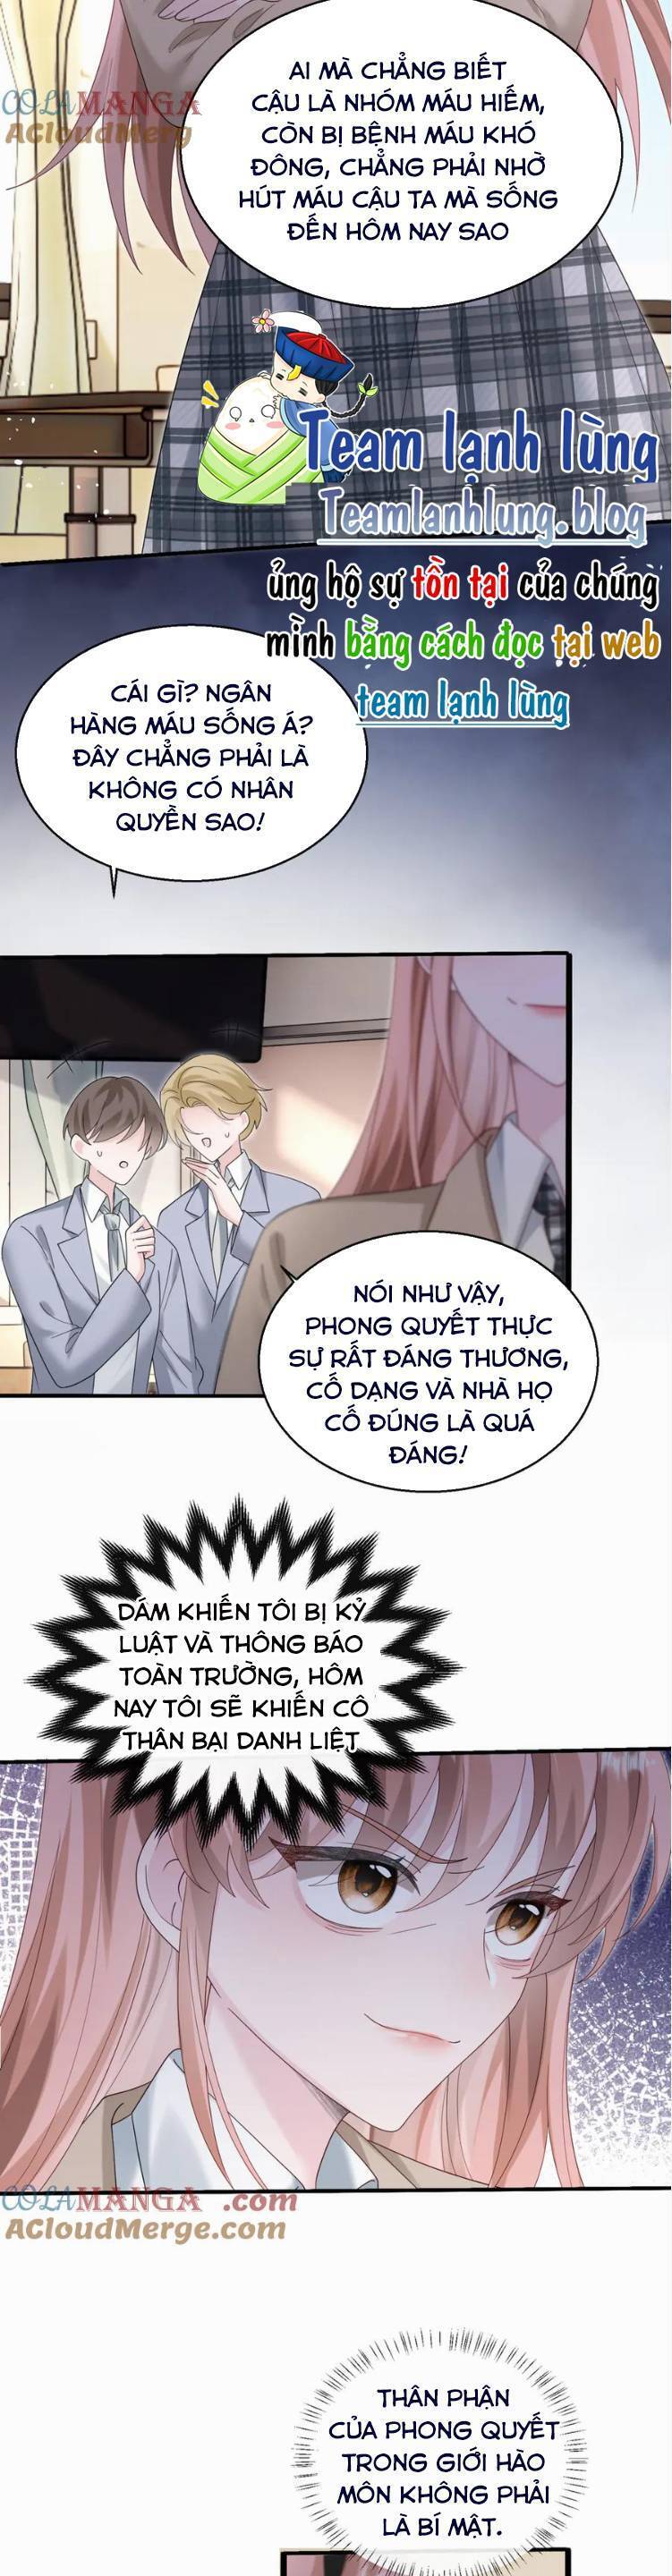 AI MÀ CHẲNG BIẾT
CẬU LÀ NHÓM MÁU HIẾM,
CÒN BỊ BỆNH MÁU KHÓ
ĐÔNG, CHẲNG PHẢI NHỜ
HÚT MÁU CẬU TA MÀ SỐNG
ĐẾN HÔM NAY SAO
COLAMANGA
ACloudMerg
Team lạnh lùng
Teamlanhlung.blog
ủng hộ sự tồn tại của chúng
mình bằng cách đọc tại web
team lạnh lùng
CÁI GÌ? NGÂN
HÀNG MÁU SỐNG Á?
ĐÂY CHẲNG PHẢI LÀ
KHÔNG CÓ NHÂN
QUYỀN SAO!
NÓI NHƯ VẬY,
PHONG QUYẾT THỰC
SỰ RẤT ĐÁNG THƯƠNG,
CỐ DẠNG VÀ NHÀ HỌ
CỐ ĐÚNG LÀ QUÁ
ĐÁNG!
DÁM KHIẾN TÔI BỊ KỶ
LUẬT VÀ THÔNG BÁO
TOÀN TRƯỜNG, HÔM
NAY TÔI SẼ KHIẾN CÔ
THÂN BẠI DANH LIỆT
COLAMANGA.com
ACloudMerge.com
THÂN PHẬN
CỦA PHONG QUYẾT
TRONG GIỚI HÀO
MÔN KHÔNG PHẢI
LÀ BÍ MẬT.